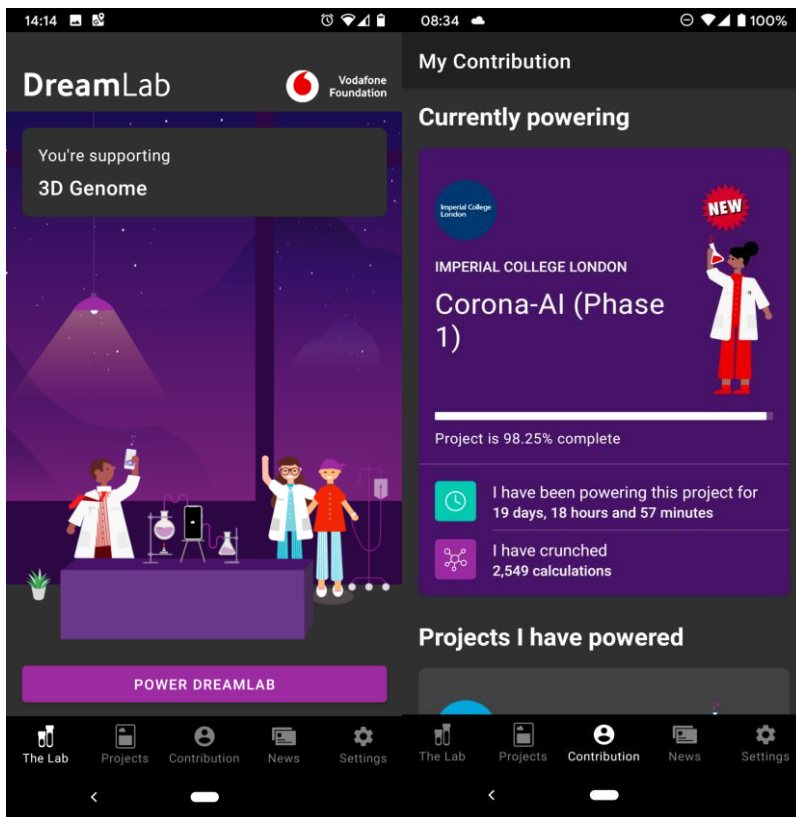 14:14
DreamLab
Vodafone
Foundation
You're supporting
3D Genome
POWER DREAMLAB
The Lab
Projects
Contribution
News
Settings
08:34
100%
My Contribution
Currently powering
Imperial College
London
NEW
IMPERIAL COLLEGE LONDON
Corona-AI (Phase
1)
Project is 98.25% complete
I have been powering this project for
19 days, 18 hours and 57 minutes
I have crunched
2,549 calculations
Projects I have powered
The Lab
Projects
Contribution
News
Settings